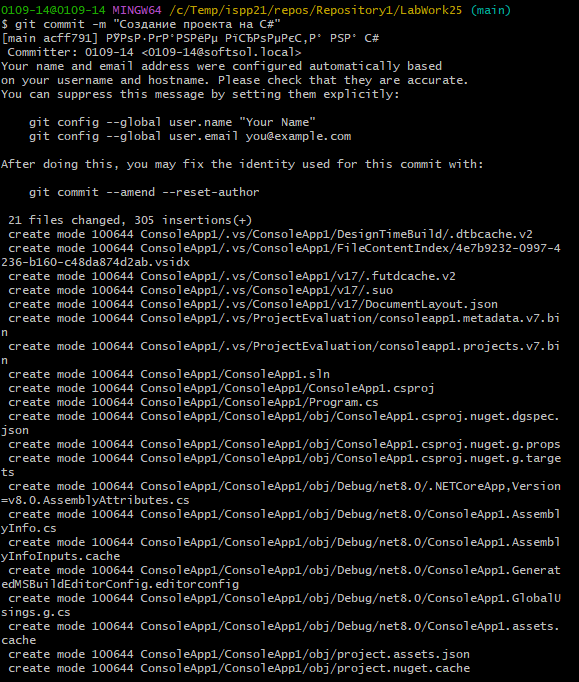 0109-14@0109-14 MINGW64 /c/Temp/ispp21/repos/Repository1/LabWork25 (main)
$ git commit -m "Создание проекта на C#"
[main acff791] РЎРѕР·РґР°РЅРёРµ РїСЂРѕРµРєС‚Р° РЅР° C#
 Committer: 0109-14 <0109-14@softsol.local>
Your name and email address were configured automatically based
on your username and hostname. Please check that they are accurate.
You can suppress this message by setting them explicitly:

    git config --global user.name "Your Name"
    git config --global user.email you@example.com

After doing this, you may fix the identity used for this commit with:

    git commit --amend --reset-author

 21 files changed, 305 insertions(+)
 create mode 100644 ConsoleApp1/.vs/ConsoleApp1/DesignTimeBuild/.dtbcache.v2
 create mode 100644 ConsoleApp1/.vs/ConsoleApp1/FileContentIndex/4e7b9232-0997-4
236-b160-c48da874d2ab.vsidx
 create mode 100644 ConsoleApp1/.vs/ConsoleApp1/v17/.futdcache.v2
 create mode 100644 ConsoleApp1/.vs/ConsoleApp1/v17/.suo
 create mode 100644 ConsoleApp1/.vs/ConsoleApp1/v17/DocumentLayout.json
 create mode 100644 ConsoleApp1/.vs/ProjectEvaluation/consoleapp1.metadata.v7.bi
n
 create mode 100644 ConsoleApp1/.vs/ProjectEvaluation/consoleapp1.projects.v7.bi
n
 create mode 100644 ConsoleApp1/ConsoleApp1.sln
 create mode 100644 ConsoleApp1/ConsoleApp1/ConsoleApp1.csproj
 create mode 100644 ConsoleApp1/ConsoleApp1/Program.cs
 create mode 100644 ConsoleApp1/ConsoleApp1/obj/ConsoleApp1.csproj.nuget.dgspec.
json
 create mode 100644 ConsoleApp1/ConsoleApp1/obj/ConsoleApp1.csproj.nuget.g.props
 create mode 100644 ConsoleApp1/ConsoleApp1/obj/ConsoleApp1.csproj.nuget.g.targe
ts
 create mode 100644 ConsoleApp1/ConsoleApp1/obj/Debug/net8.0/.NETCoreApp,Version
=v8.0.AssemblyAttributes.cs
 create mode 100644 ConsoleApp1/ConsoleApp1/obj/Debug/net8.0/ConsoleApp1.Assembl
yInfo.cs
 create mode 100644 ConsoleApp1/ConsoleApp1/obj/Debug/net8.0/ConsoleApp1.Assembl
yInfoInputs.cache
 create mode 100644 ConsoleApp1/ConsoleApp1/obj/Debug/net8.0/ConsoleApp1.Generat
edMSBuildEditorConfig.editorconfig
 create mode 100644 ConsoleApp1/ConsoleApp1/obj/Debug/net8.0/ConsoleApp1.GlobalU
sings.g.cs
 create mode 100644 ConsoleApp1/ConsoleApp1/obj/Debug/net8.0/ConsoleApp1.assets.
cache
 create mode 100644 ConsoleApp1/ConsoleApp1/obj/project.assets.json
 create mode 100644 ConsoleApp1/ConsoleApp1/obj/project.nuget.cache